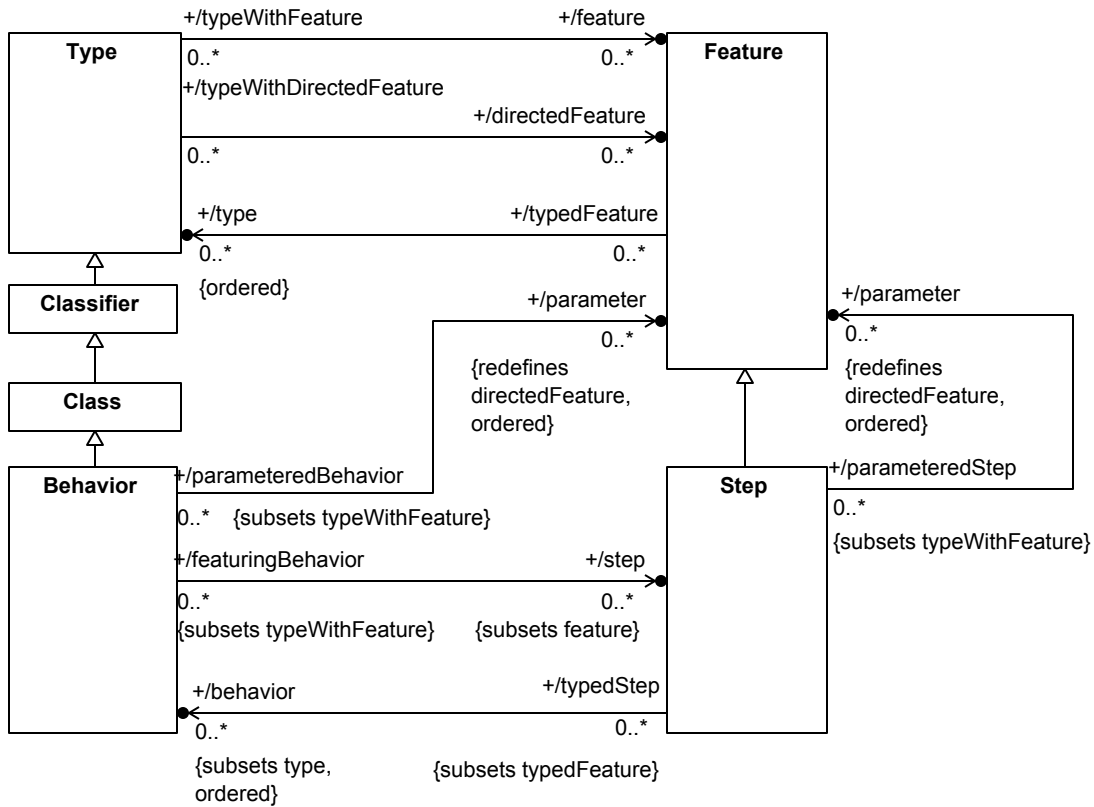 +/typeWithFeature
+/feature
Type
Feature
0..*
0..*
+/typeWithDirectedFeature
+/directedFeature
0..*
0..*
+/type
+/typedFeature
0..*
0..*
{ordered}
Classifier
+/parameter
0..*
{redefines
directedFeature,
ordered}
+/parameter
0..*
{redefines
directedFeature,
ordered}
Class
Behavior
+/parameteredBehavior
0..*
{subsets typeWithFeature}
Step
+/parameteredStep
0..*
{subsets typeWithFeature}
+/featuringBehavior
+/step
0..*
0..*
{subsets typeWithFeature}
{subsets feature}
+/behavior
+/typedStep
0..*
0..*
{subsets type,
ordered}
{subsets typedFeature}